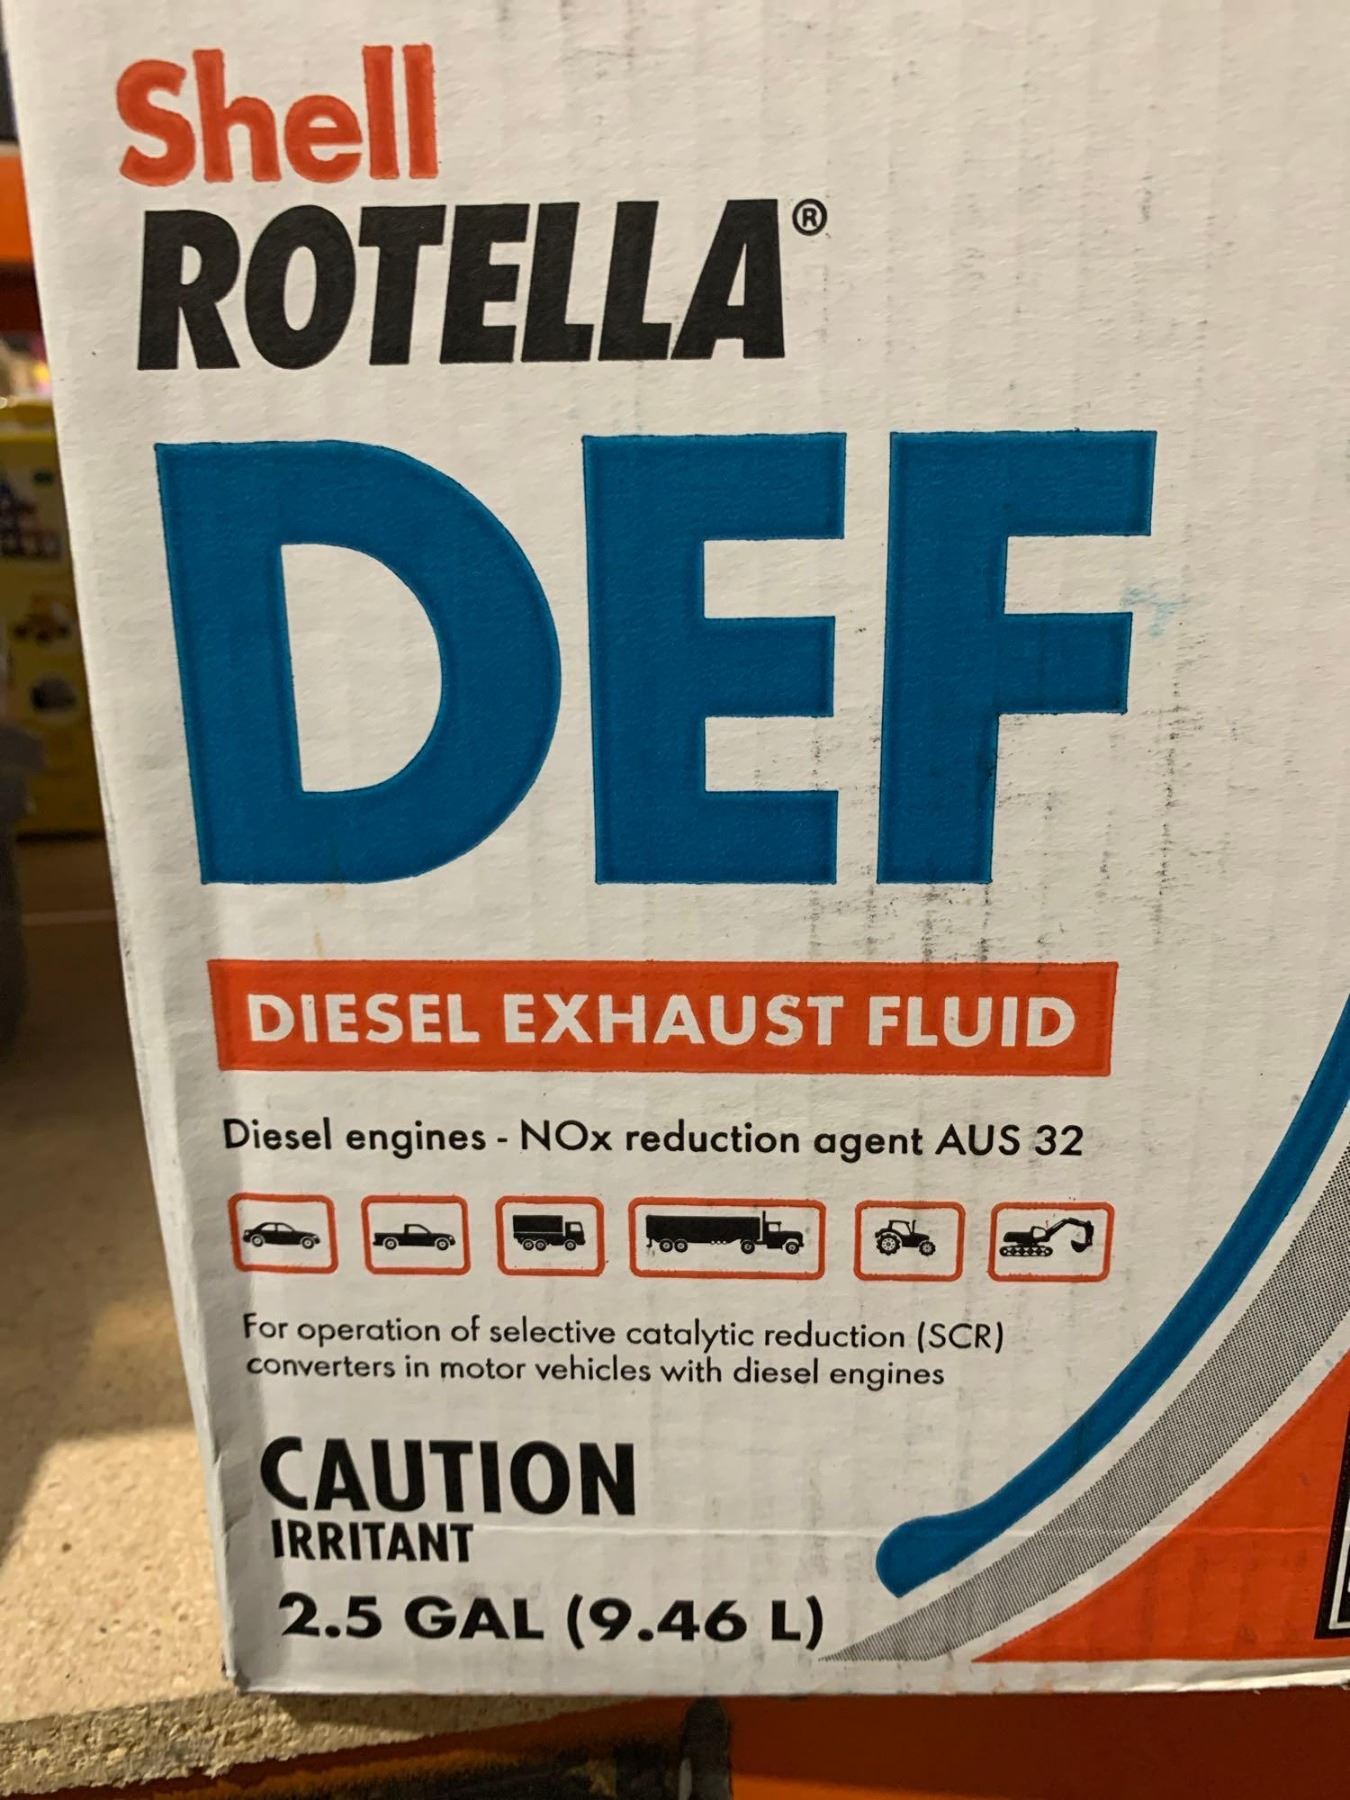 Shell
ROTELLA®
DEF
DIESEL EXHAUST FLUID
Diesel engines - NOx reduction agent AUS 32
For operation of selective catalytic reduction (SCR)
converters in motor vehicles with diesel engines
CAUTION
IRRITANT
2.5 GAL (9.46 L)